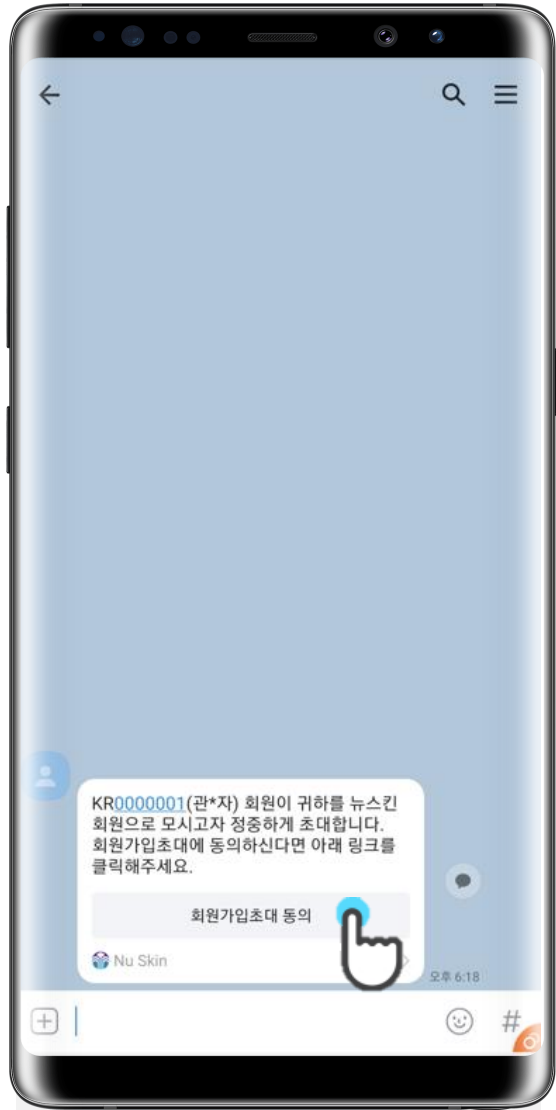 KR0000001(관*자) 회원이 귀하를 뉴스킨
회원으로 모시고자 정중하게 초대합니다.
회원가입초대에 동의하신다면 아래 링크를
클릭해주세요.
회원가입초대 동의
Nu Skin
오후 6:18
#